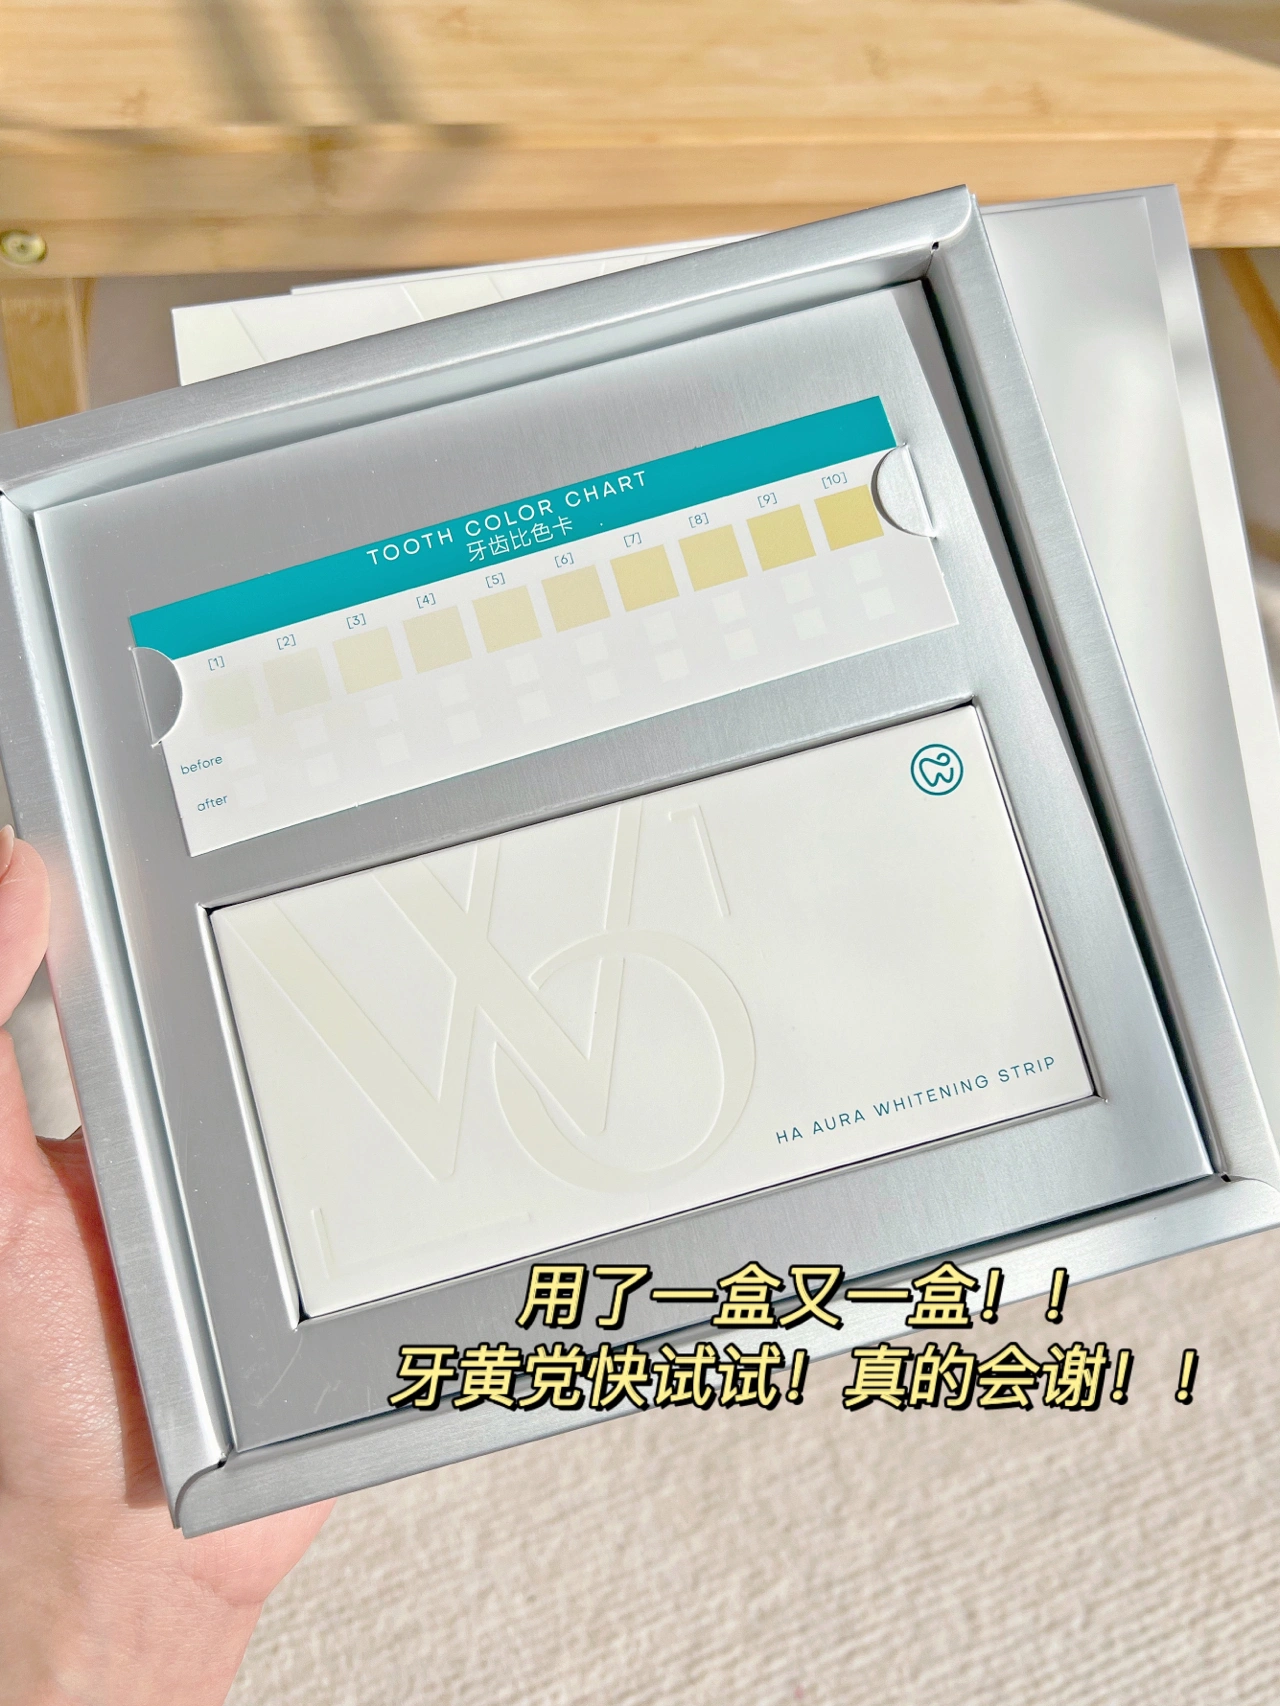 TOOTH COLOR CHART
牙齿比色卡
[1] [2] [3] [4] [5] [6] [7] [8] [9] [10]
before
after
W
HA AURA WHITENING STRIP
用了一盒又一盒！！
牙黄党快试试！真的会谢！！